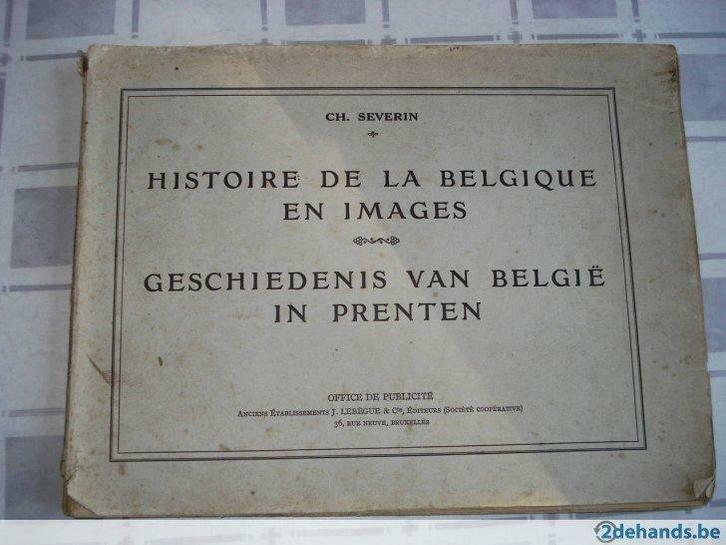 CH. SEVERIN
HISTOIRE DE LA BELGIQUE
EN IMAGES
GESCHIEDENIS VAN BELGIË
IN PRENTEN
OFFICE DE PUBLICITÉ
ANCIENS ÉTABLISSEMENTS J. LEBÈGUE & Cie, ÉDITEURS (SOCIÉTÉ COOPÉRATIVE)
36, RUE NEUVE, BRUXELLES
2dehands.be